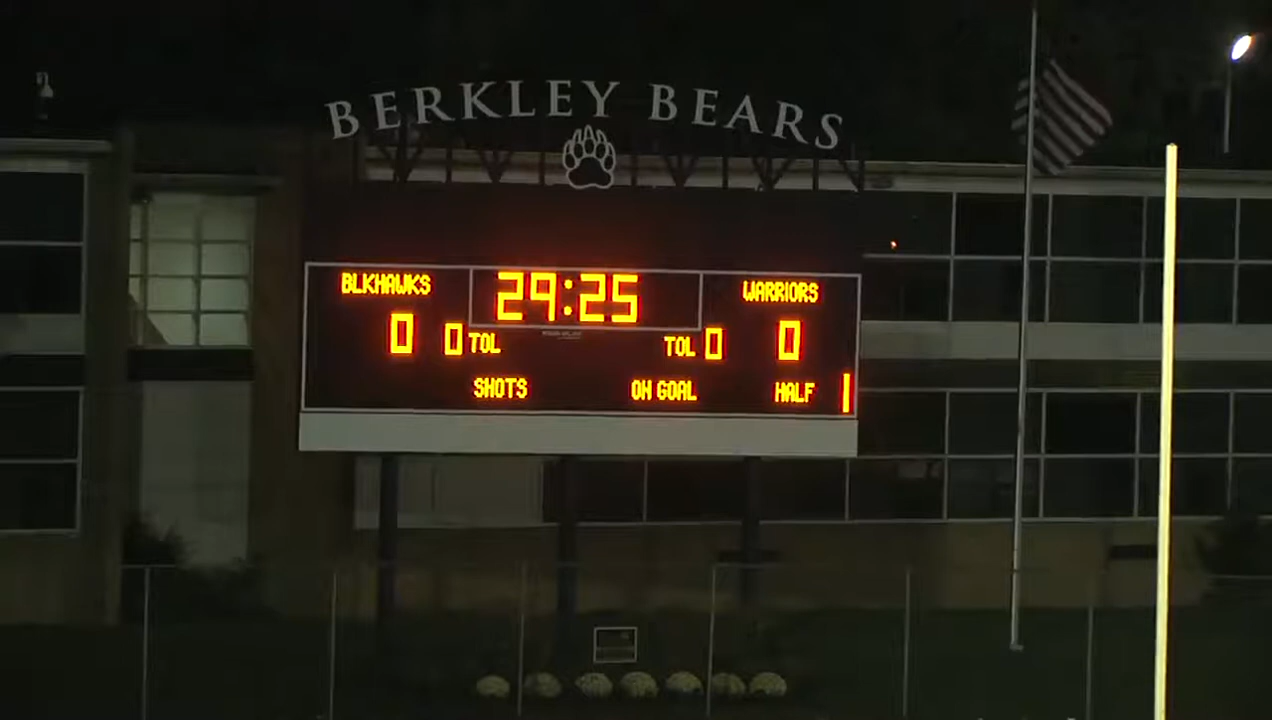 BERKLEY BEARS
BLKHAWKS 29:25 WARRIORS
0 0 TOL TOL 0 0
SHOTS ON GOAL HALF 1